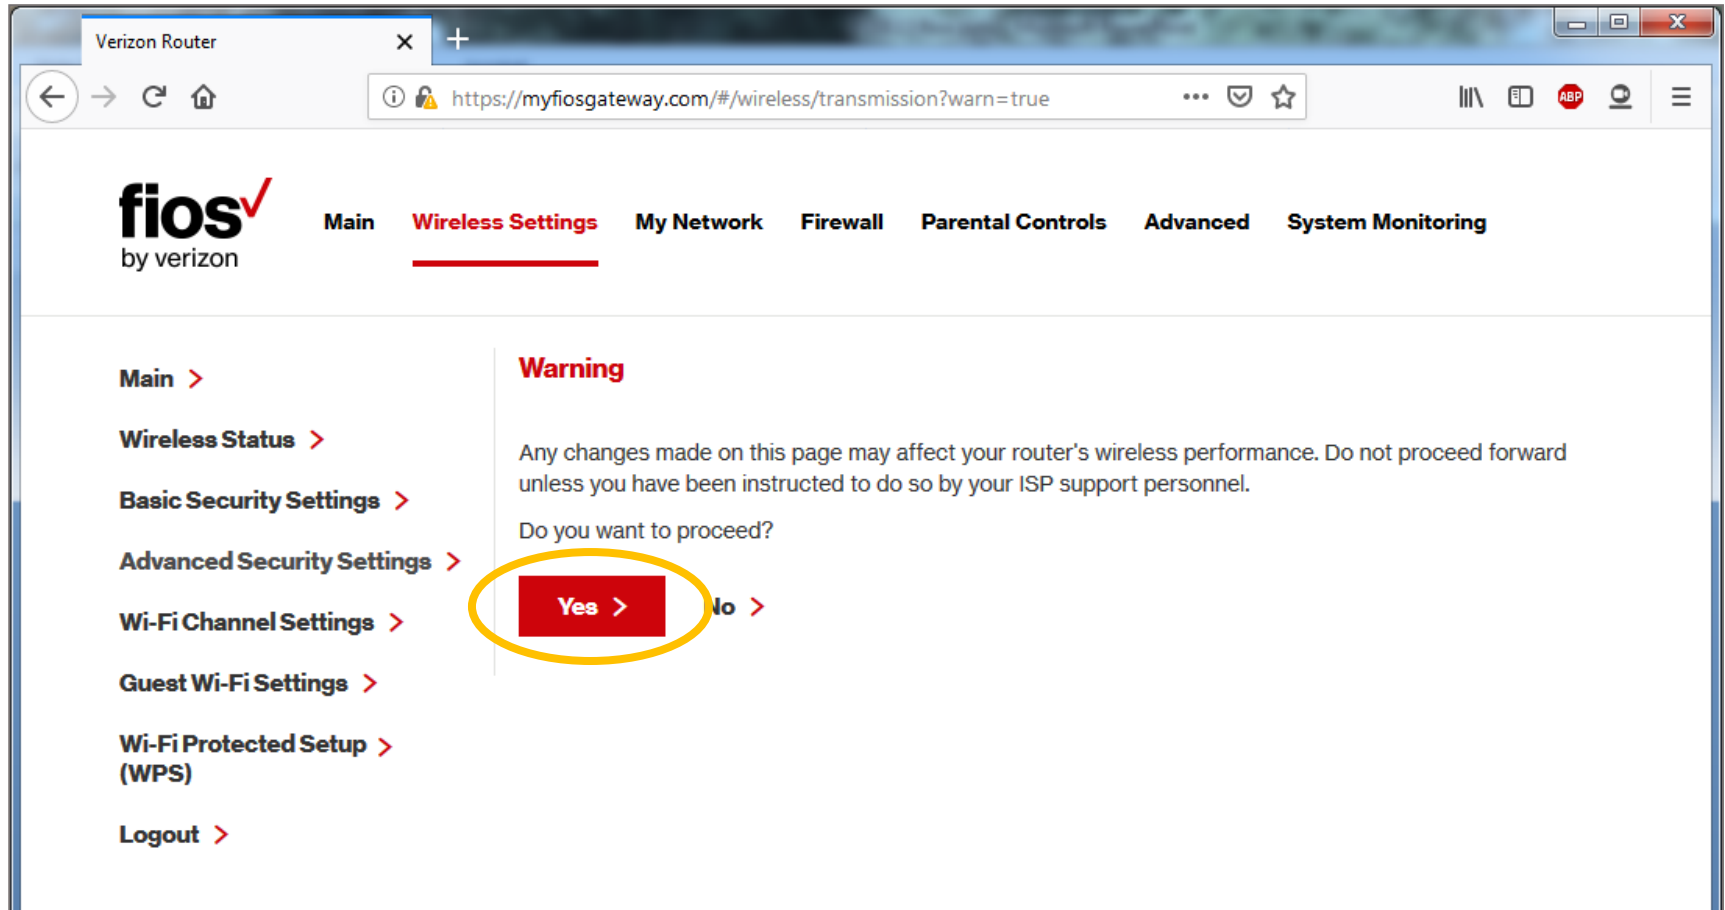 Verizon Router
https://myfiosgateway.com/#/wireless/transmission?warn=true
ABP
fios
by verizon
Main Wireless Settings My Network Firewall Parental Controls Advanced System Monitoring
Main
Wireless Status
Basic Security Settings
Advanced Security Settings
Wi-Fi Channel Settings
Guest Wi-Fi Settings
Wi-Fi Protected Setup
(WPS)
Logout
Warning
Any changes made on this page may affect your router's wireless performance. Do not proceed forward
unless you have been instructed to do so by your ISP support personnel.
Do you want to proceed?
Yes No